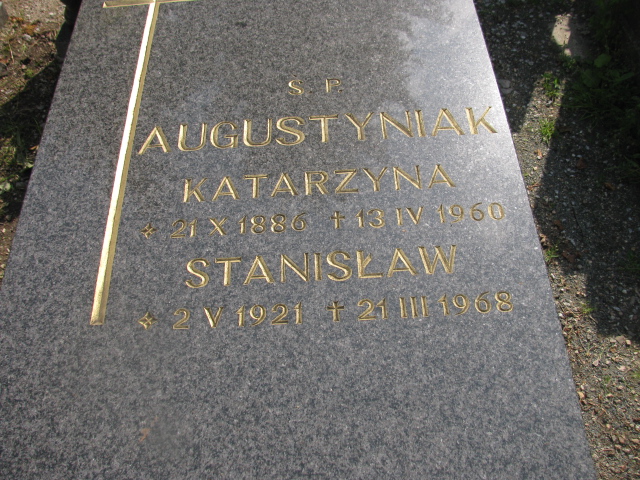 Ś. P.
AUGUSTYNIAK
KATARZYNA
* 21 X 1886 + 13 IV 1960
STANISŁAW
* 2 V 1921 + 21 III 1968